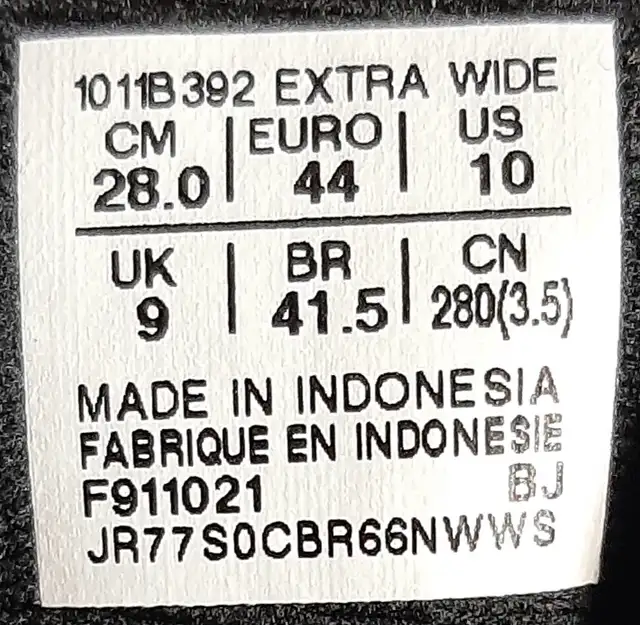 1011B392 EXTRA WIDE
CM | EURO | US
28.0 | 44 | 10
UK | BR | CN
9 | 41.5 | 280(3.5)
MADE IN INDONESIA
FABRIQUE EN INDONESIE
F911021 BJ
JR77S0CBR66NWWS